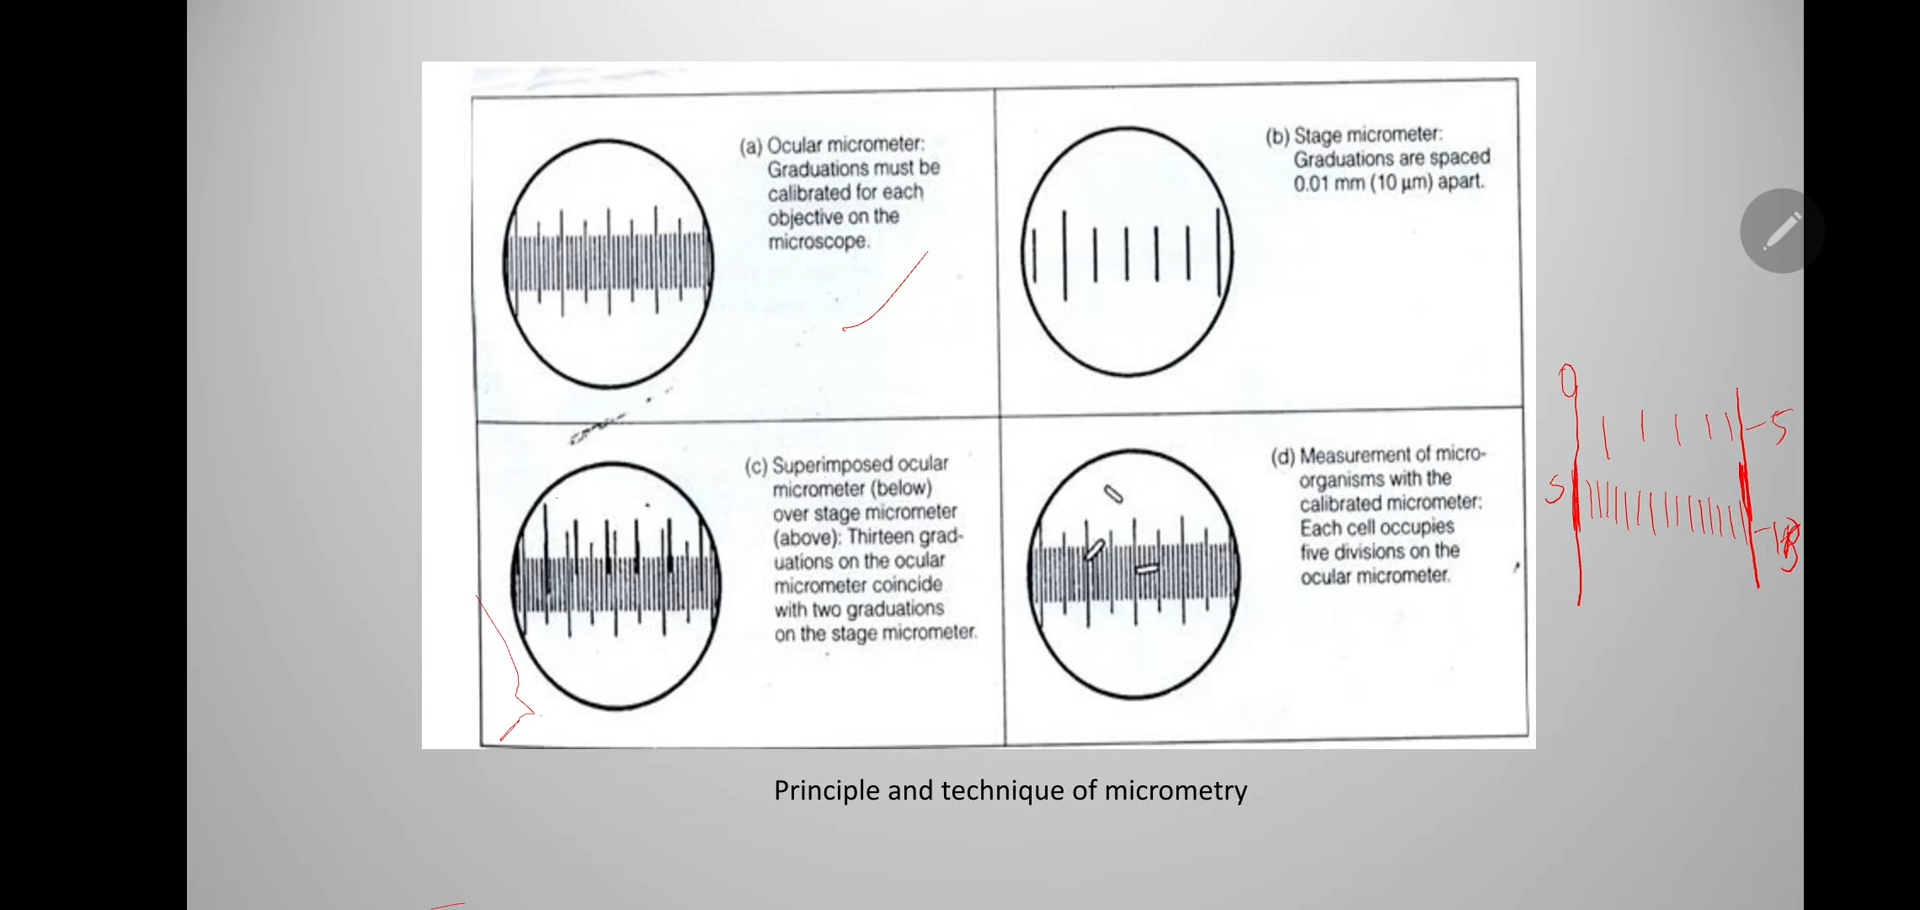 (a) Ocular micrometer:
Graduations must be
calibrated for each
objective on the
microscope.
(b) Stage micrometer:
Graduations are spaced
0.01 mm (10 µm) apart.
(c) Superimposed ocular
micrometer (below)
over stage micrometer
(above): Thirteen grad-
uations on the ocular
micrometer coincide
with two graduations
on the stage micrometer.
(d) Measurement of micro-
organisms with the
calibrated micrometer:
Each cell occupies
five divisions on the
ocular micrometer.
0
5
5
Principle and technique of micrometry